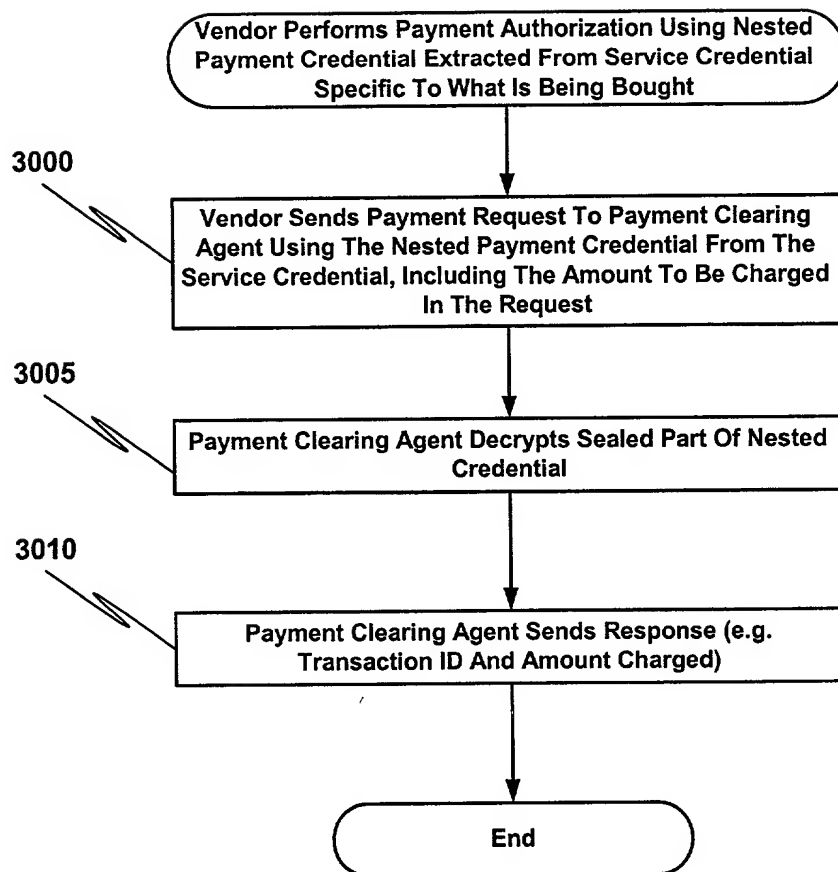 Vendor Performs Payment Authorization Using Nested
Payment Credential Extracted From Service Credential
Specific To What Is Being Bought
3000
Vendor Sends Payment Request To Payment Clearing
Agent Using The Nested Payment Credential From The
Service Credential, Including The Amount To Be Charged
In The Request
3005
Payment Clearing Agent Decrypts Sealed Part Of Nested
Credential
3010
Payment Clearing Agent Sends Response (e.g.
Transaction ID And Amount Charged)
End